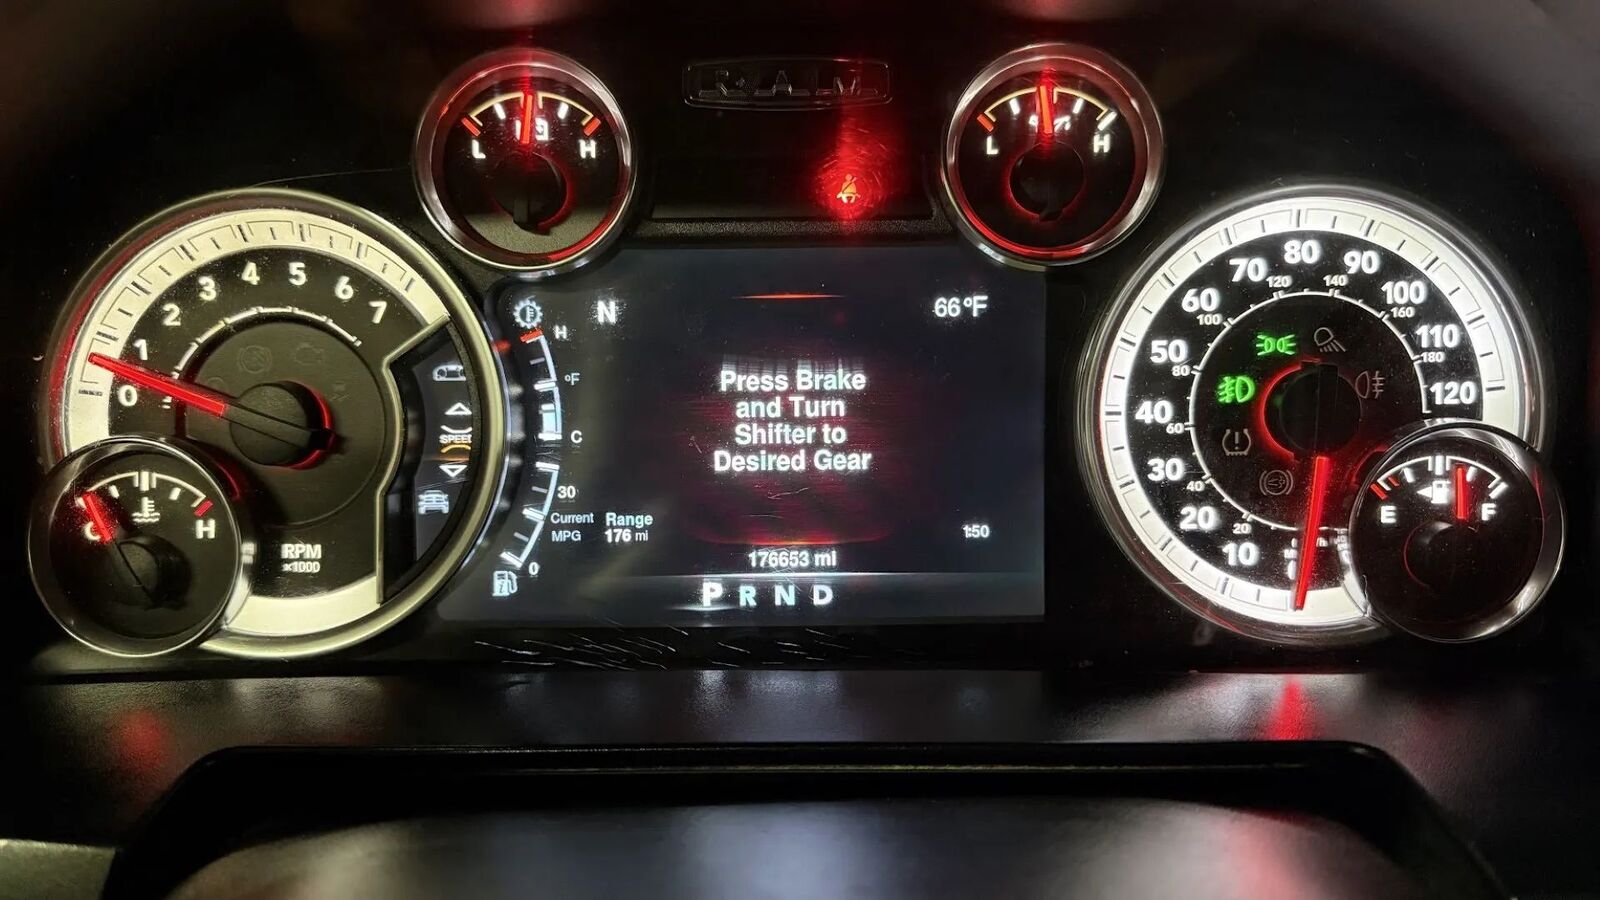 L H
R A M
L H
1 2 3 4 5 6 7
0
RPM
x1000
C H
SPEED
H
°F
C
30
0
N
66°F
Press Brake
and Turn
Shifter to
Desired Gear
Current
MPG
Range
176 mi
1:50
176653 mi
P R N D
10 20 30 40 50 60 70 80 90 100 110 120
20 40 60 80 100 120 140 160 180
E F